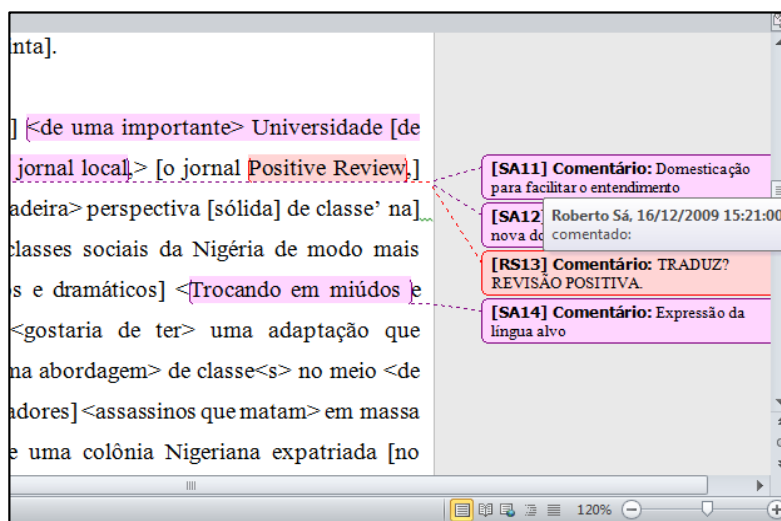 inta].
] <de uma importante> Universidade [de
jornal local,> [o jornal Positive Review,]
adeira> perspectiva [sólida] de classe’ na]
classes sociais da Nigéria de modo mais
s e dramáticos] <Trocando em miúdos e
<gostaria de ter> uma adaptação que
na abordagem> de classe<s> no meio <de
adores] <assassinos que matam> em massa
e uma colônia Nigeriana expatriada [no
[SA11] Comentário: Domesticação
para facilitar o entendimento
[SA12]
nova do
Roberto Sá, 16/12/2009 15:21:00
comentado:
[RS13] Comentário: TRADUZ?
REVISÃO POSITIVA.
[SA14] Comentário: Expressão da
língua alvo
120%